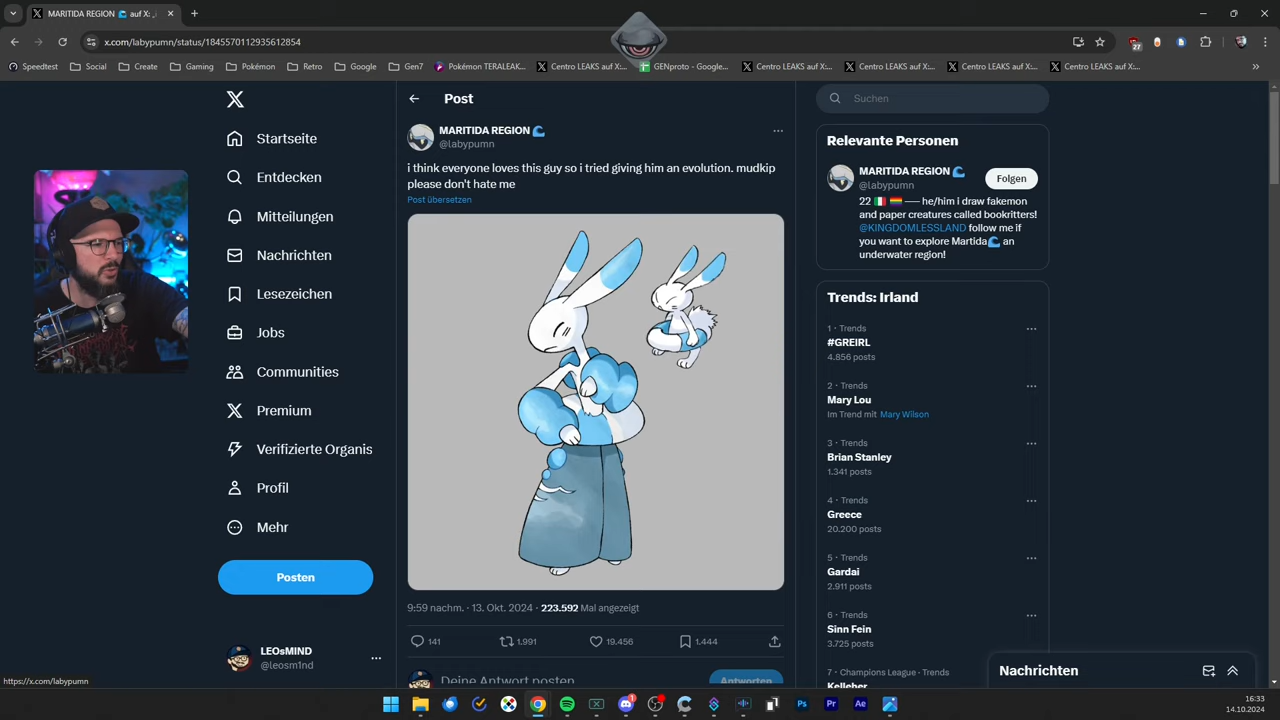 MARITIDA REGION 🌊 auf X: „i
x.com/labypumn/status/1845570112935612854
27
Speedtest
Social
Create
Gaming
Pokémon
Retro
Google
Gen7
Pokémon TERALEAK...
Centro LEAKS auf X:...
GENproto - Google...
Centro LEAKS auf X:...
Centro LEAKS auf X:...
Centro LEAKS auf X:...
Centro LEAKS auf X:...
Startseite
Entdecken
Mitteilungen
Nachrichten
Lesezeichen
Jobs
Communities
Premium
Verifizierte Organis
Profil
Mehr
Posten
LEOsMIND
@leosm1nd
https://x.com/labypumn
Post
MARITIDA REGION 🌊
@labypumn
i think everyone loves this guy so i tried giving him an evolution. mudkip
please don't hate me
Post übersetzen
9:59 nachm. · 13. Okt. 2024 · 223.592 Mal angezeigt
141
1.991
19.456
1.444
Deine Antwort posten
Antworten
Suchen
Relevante Personen
MARITIDA REGION 🌊
@labypumn
Folgen
22 🇮🇹 🏳️‍🌈 –– he/him i draw fakemon
and paper creatures called bookritters!
@KINGDOMLESSLAND follow me if
you want to explore Martida🌊 an
underwater region!
Trends: Irland
1 · Trends
#GREIRL
4.856 posts
2 · Trends
Mary Lou
Im Trend mit Mary Wilson
3 · Trends
Brian Stanley
1.341 posts
4 · Trends
Greece
20.200 posts
5 · Trends
Gardai
2.911 posts
6 · Trends
Sinn Fein
3.725 posts
7 · Champions League · Trends
Kelleher
Nachrichten
1
16:33
14.10.2024